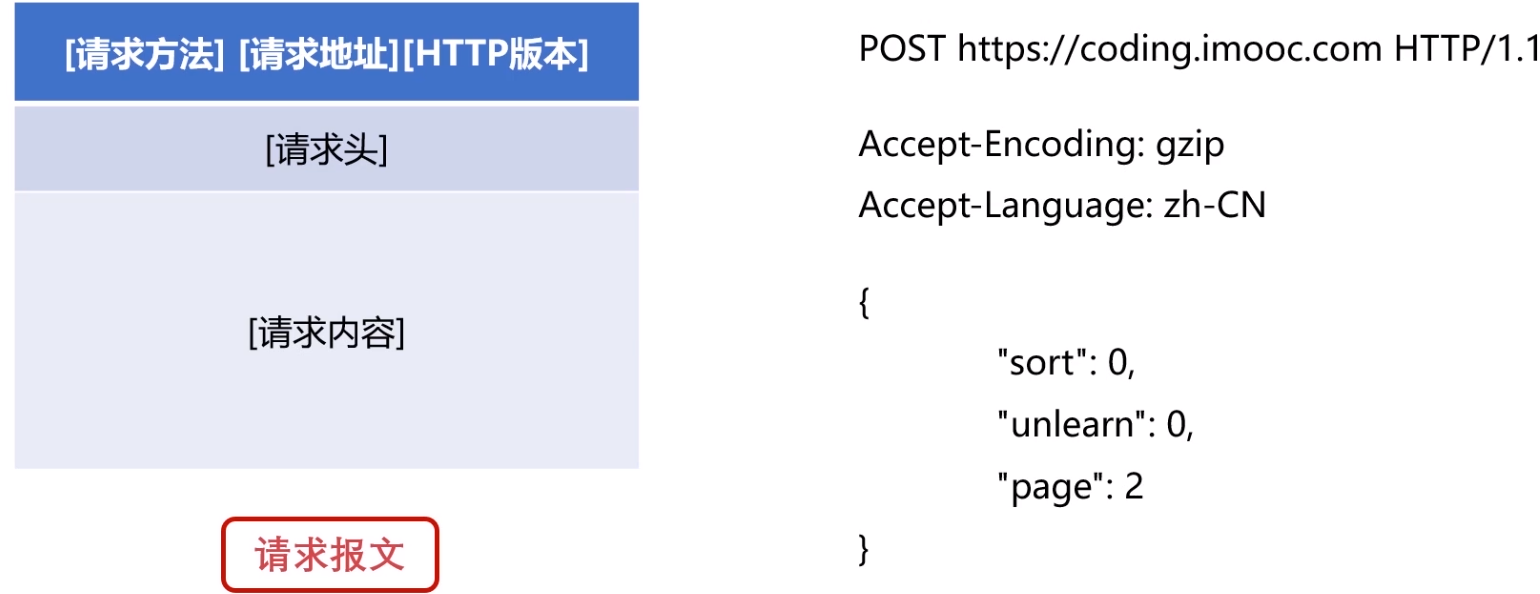 [请求方法] [请求地址][HTTP版本]
[请求头]
[请求内容]
请求报文
POST https://coding.imooc.com HTTP/1.1
Accept-Encoding: gzip
Accept-Language: zh-CN
{
"sort": 0,
"unlearn": 0,
"page": 2
}